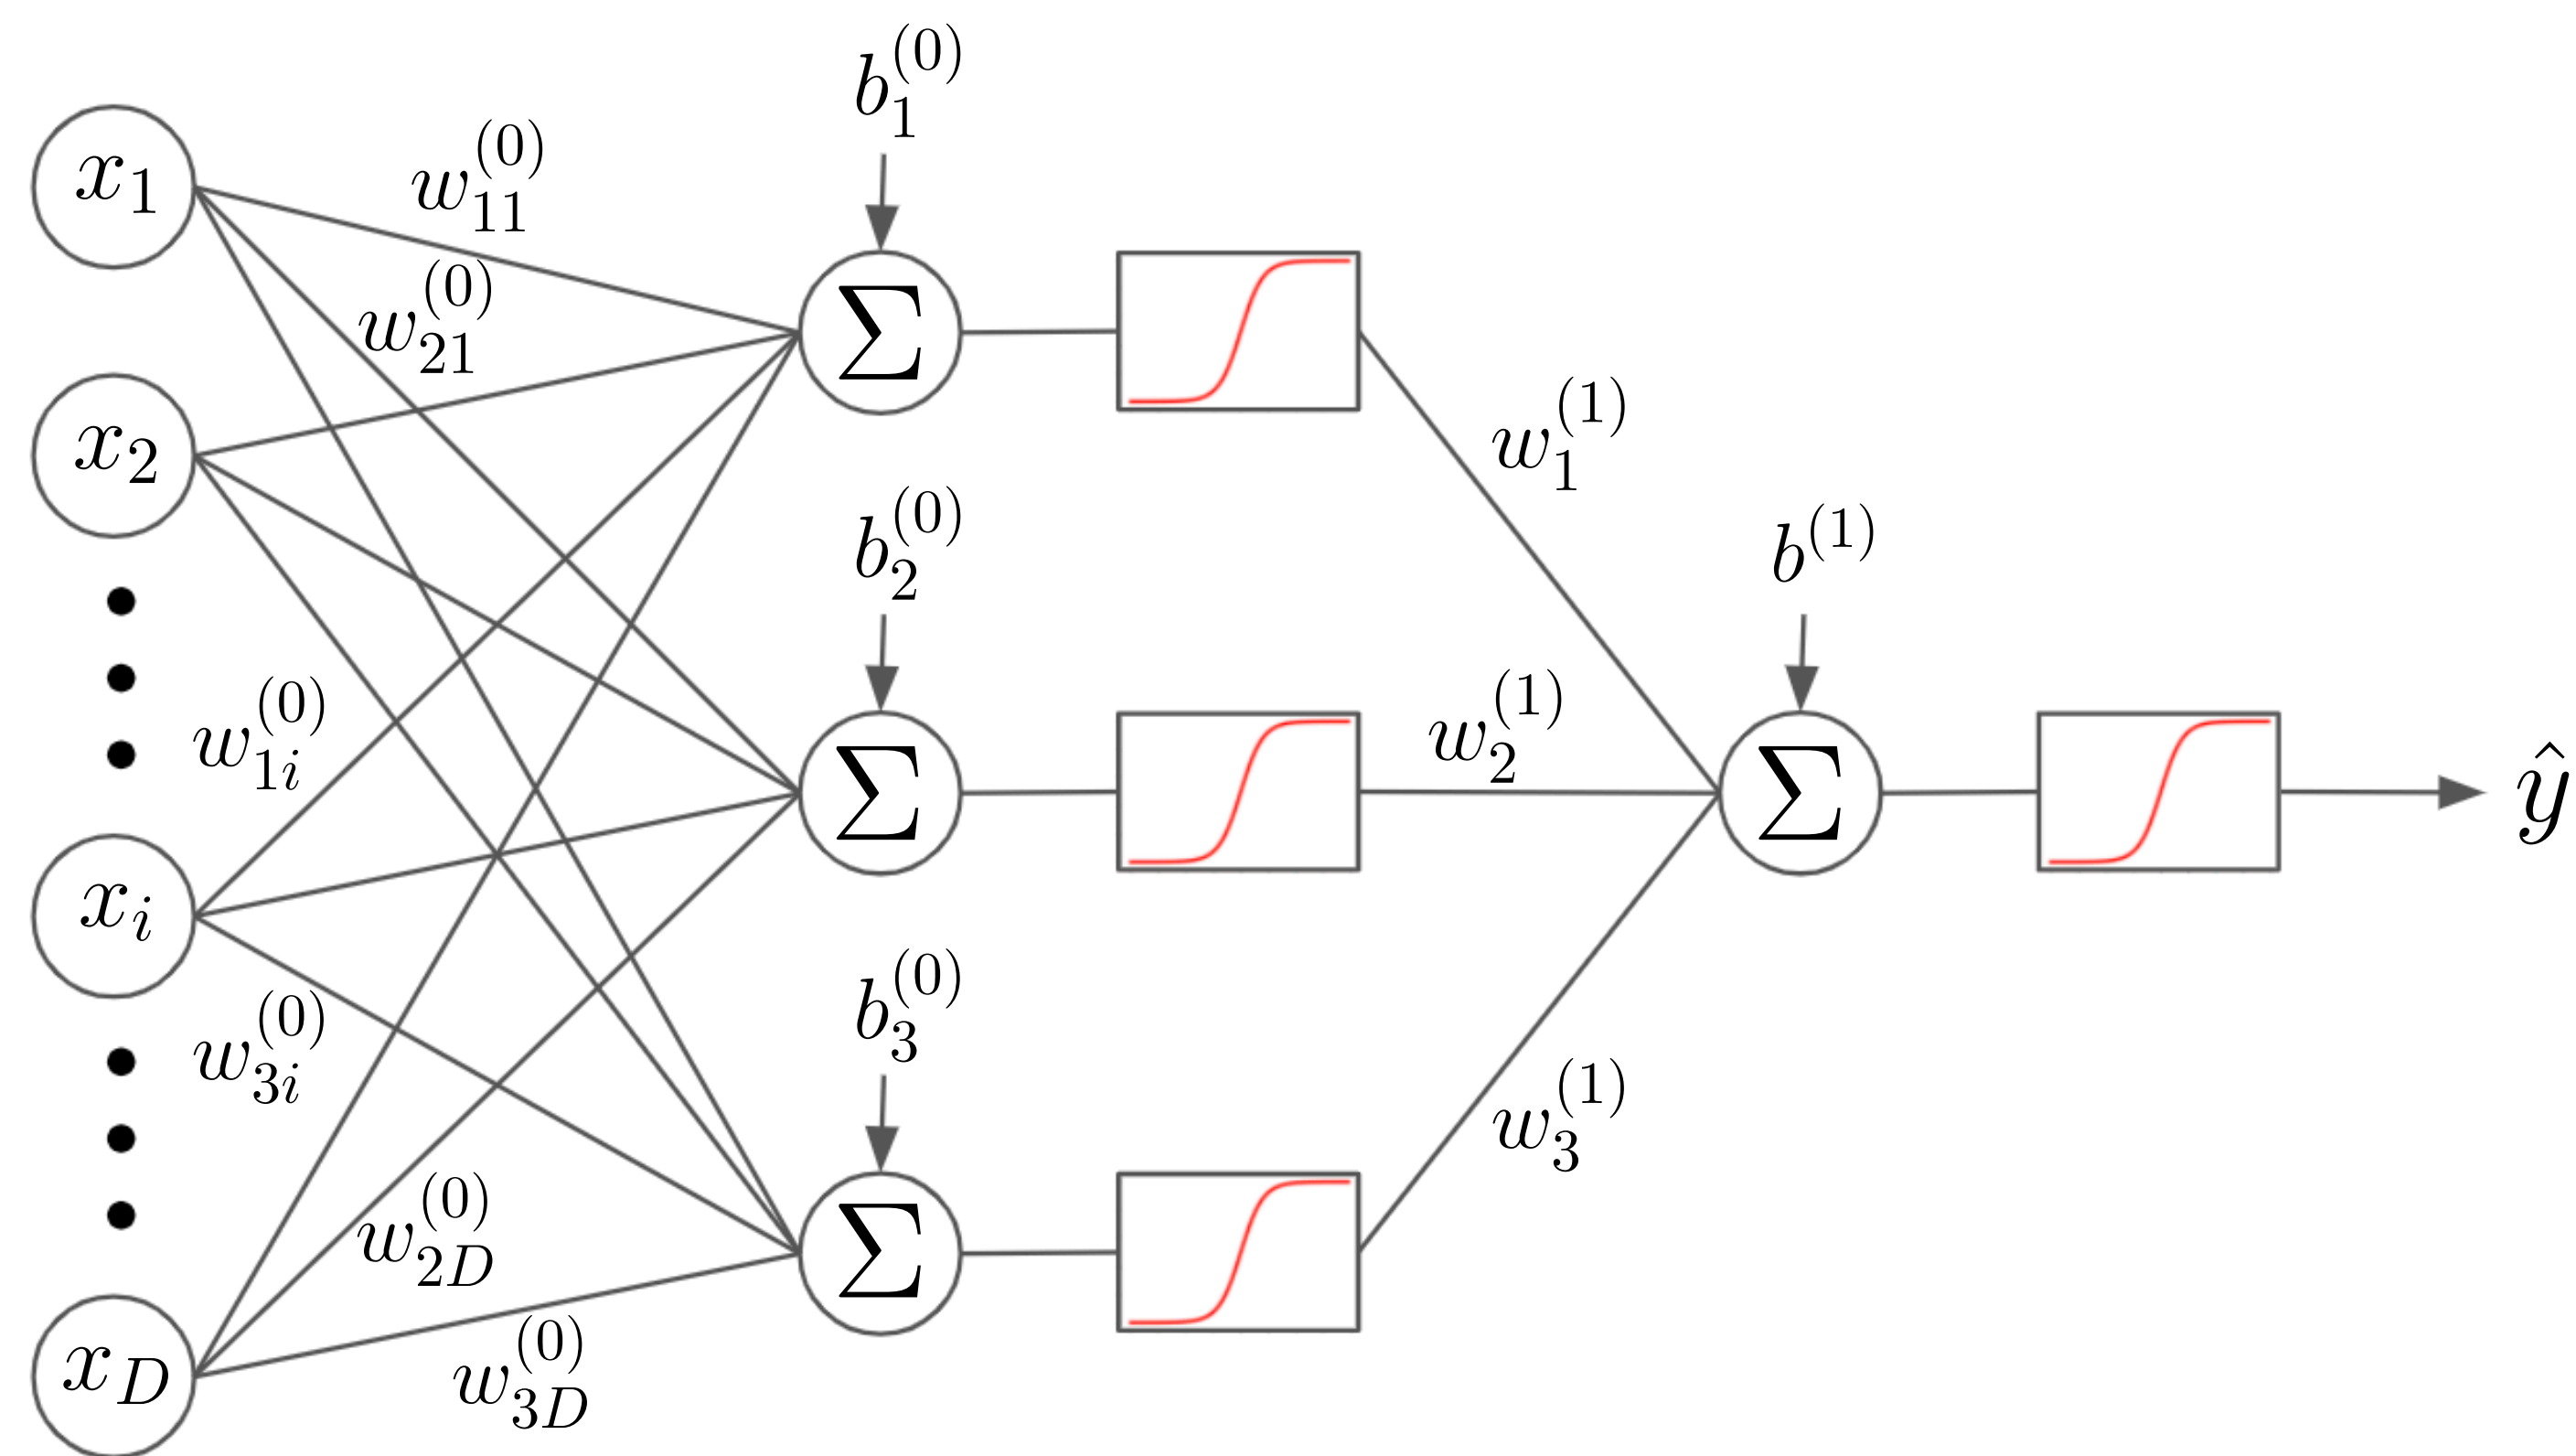 x_1
x_2
x_i
x_D
w_{11}^{(0)}
w_{21}^{(0)}
w_{1i}^{(0)}
w_{3i}^{(0)}
w_{2D}^{(0)}
w_{3D}^{(0)}
b_1^{(0)}
Σ
b_2^{(0)}
Σ
b_3^{(0)}
Σ
w_1^{(1)}
w_2^{(1)}
w_3^{(1)}
b^{(1)}
Σ
ŷ